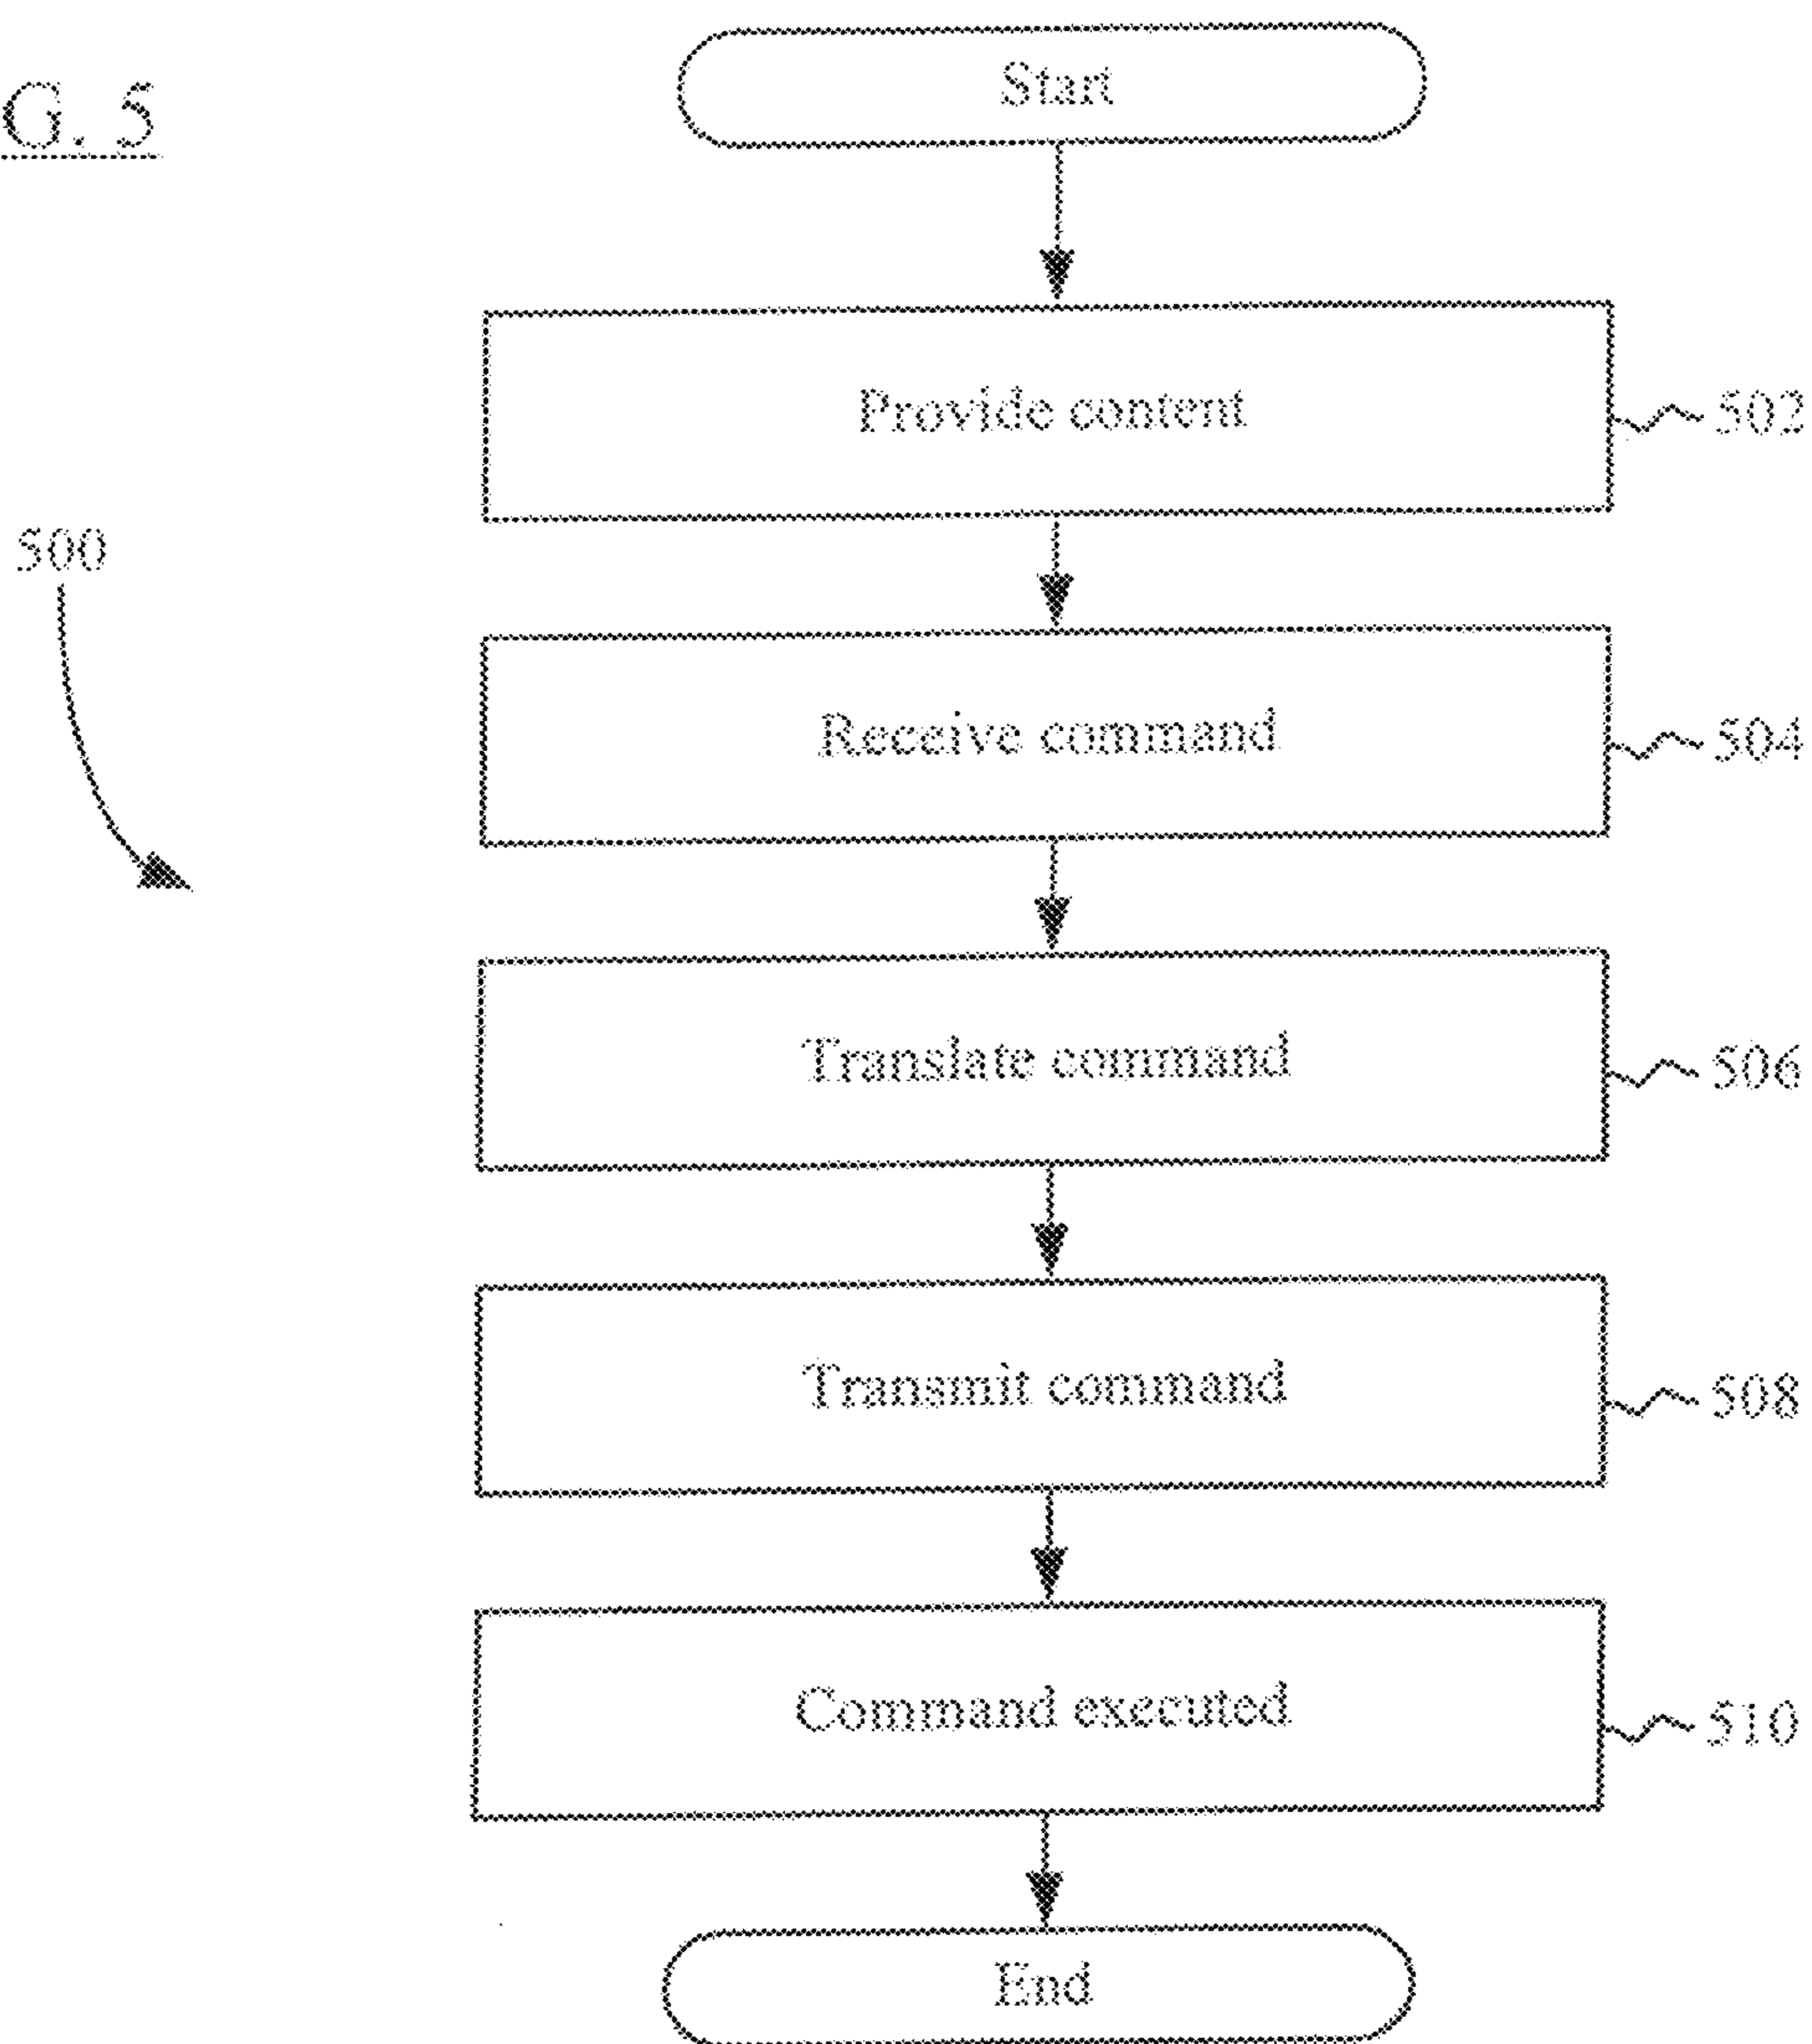 G. 5
Start
Provide content
502
500
Receive command
504
Translate command
506
Transmit command
508
Command executed
510
End